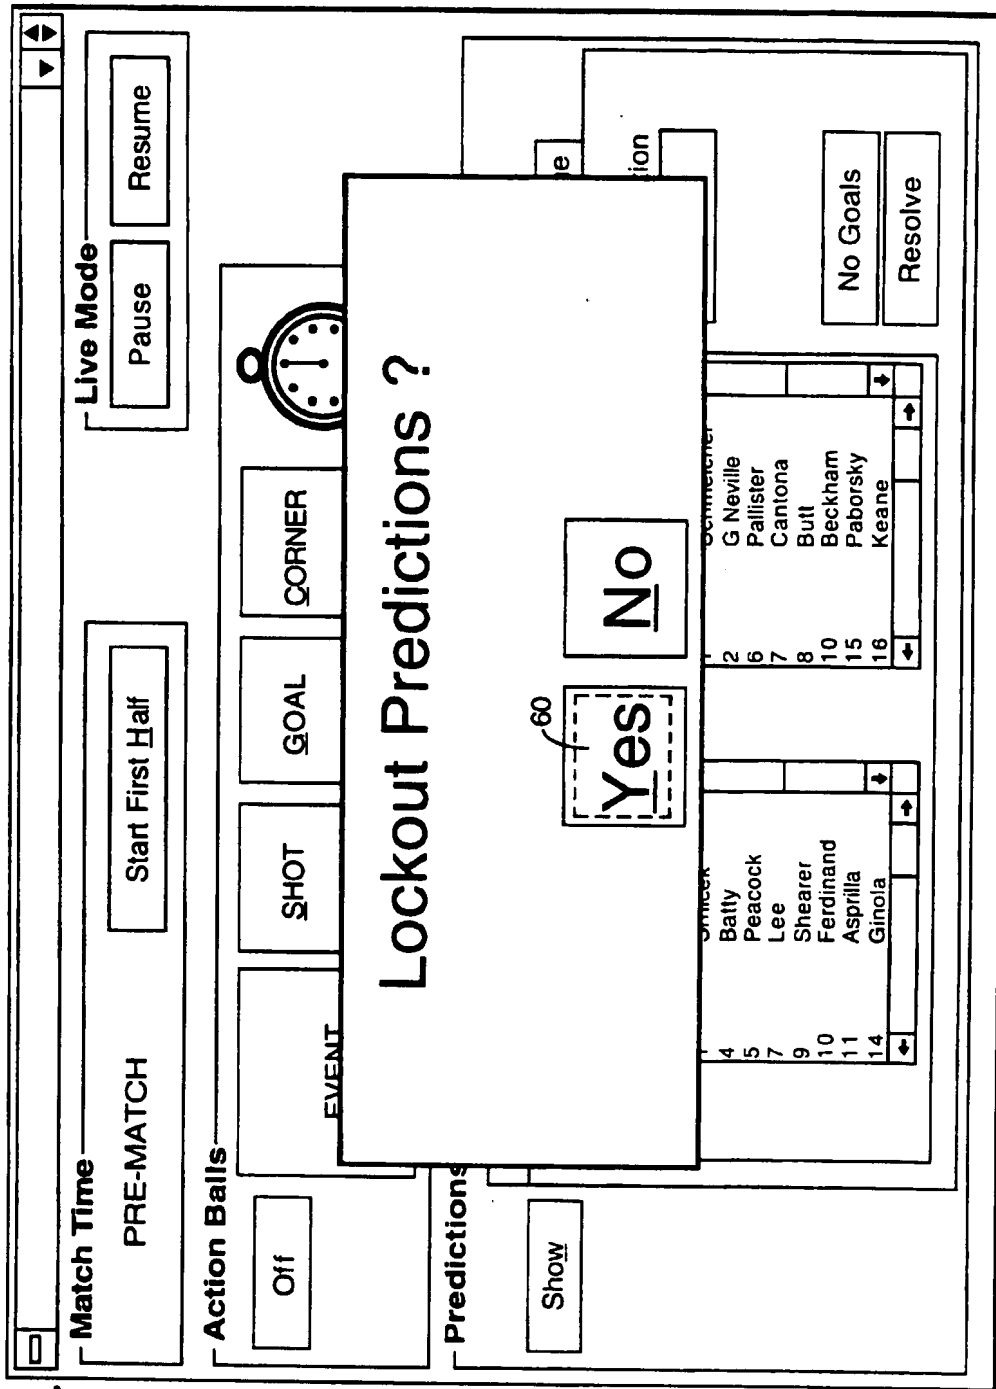 Match Time
PRE-MATCH
Start First Half
Live Mode
Pause
Resume
Action Balls
Off
EVENT
SHOT
GOAL
CORNER
Lockout Predictions ?
60
Yes
No
Predictions
Show
4 Batty
5 Peacock
7 Lee
9 Shearer
10 Ferdinand
11 Asprilla
14 Ginola
2 G Neville
6 Pallister
7 Cantona
8 Butt
10 Beckham
15 Paborsky
16 Keane
No Goals
Resolve